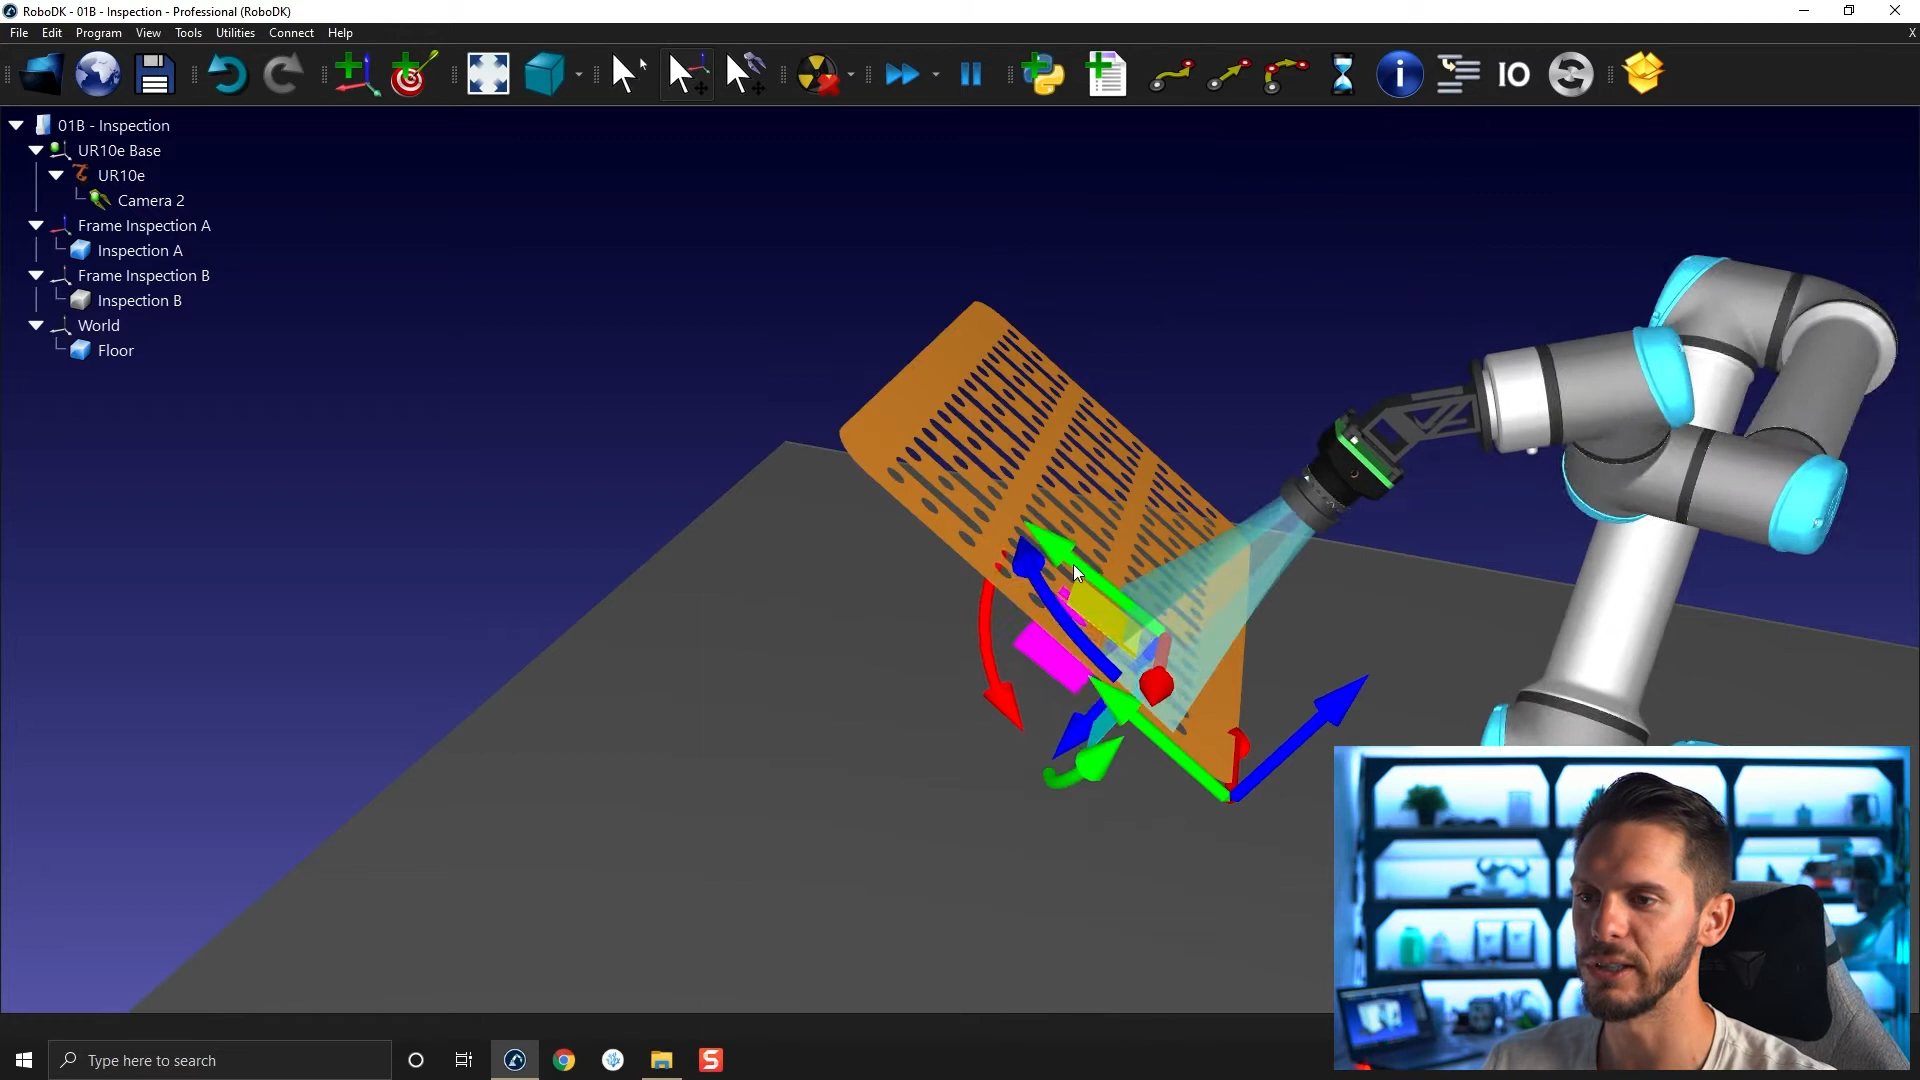 RoboDK - 01B - Inspection - Professional (RoboDK)
File Edit Program View Tools Utilities Connect Help
X
IO
01B - Inspection
UR10e Base
UR10e
Camera 2
Frame Inspection A
Inspection A
Frame Inspection B
Inspection B
World
Floor
Type here to search
S